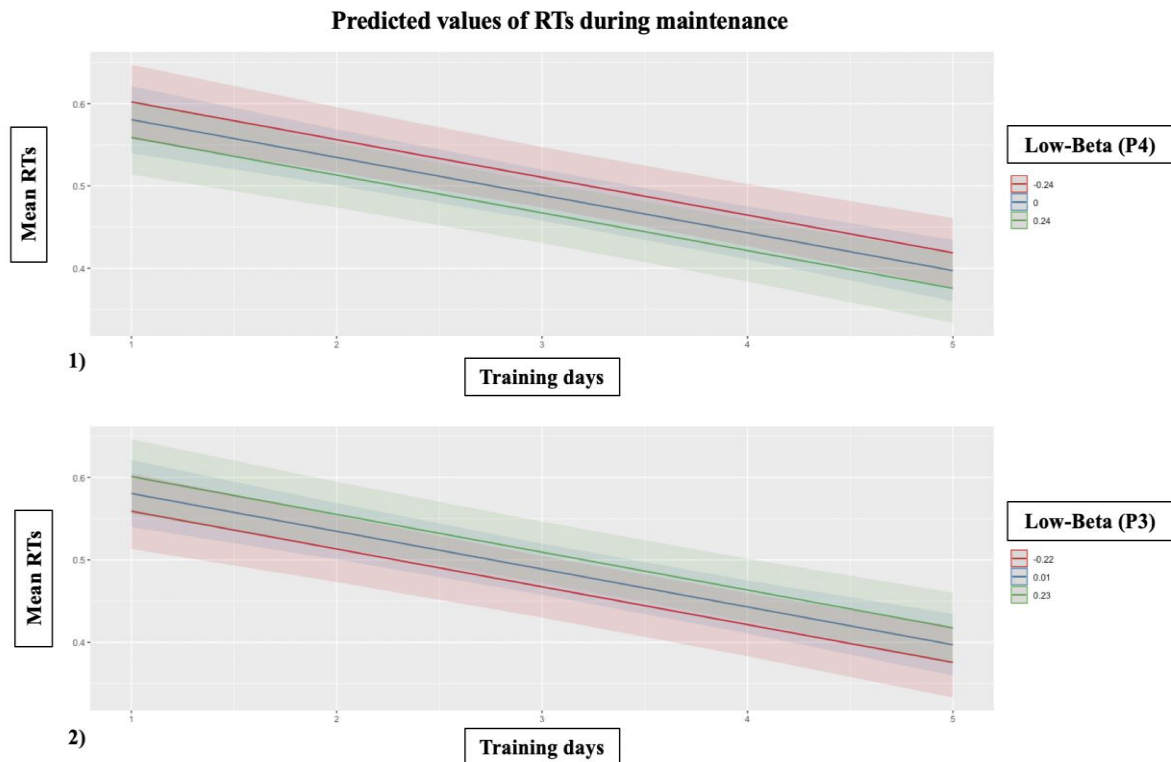 Predicted values of RTs during maintenance
Mean RTs
0.6
0.5
0.4
1 2 3 4 5
1)
Training days
Low-Beta (P4)
-0.24
0
0.24
Mean RTs
0.6
0.5
0.4
1 2 3 4 5
2)
Training days
Low-Beta (P3)
-0.22
0.01
0.23